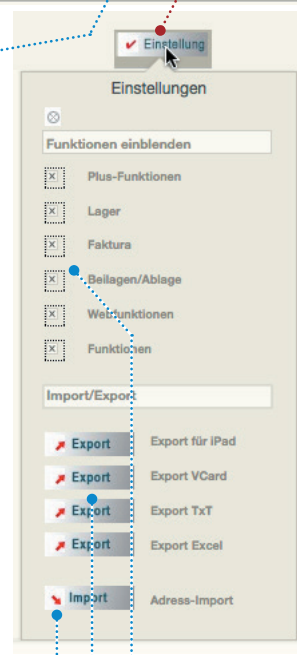 Einstellung
Einstellungen
Funktionen einblenden
Plus-Funktionen
Lager
Faktura
Beilagen/Ablage
Webfunktionen
Funktionen
Import/Export
Export Export für iPad
Export Export VCard
Export Export TxT
Export Export Excel
Import Adress-Import